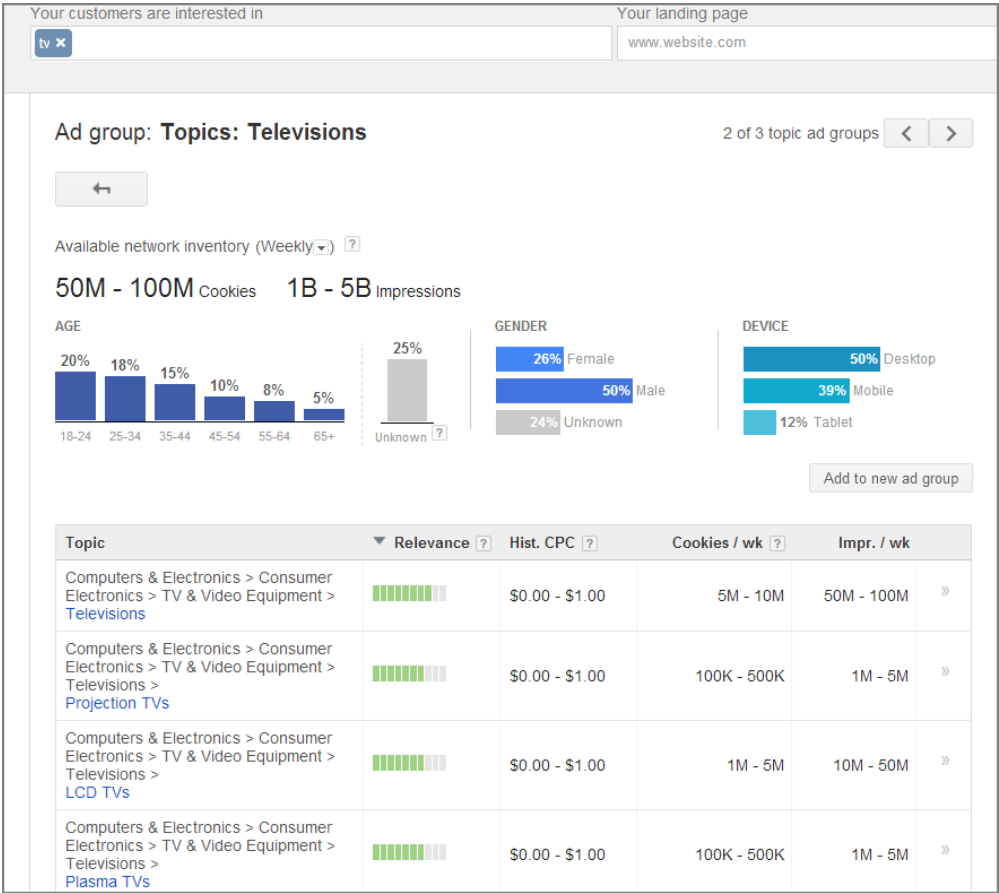 Your customers are interested in
Your landing page
tv ×
www.website.com
Ad group: Topics: Televisions
2 of 3 topic ad groups
Available network inventory (Weekly) ?
50M - 100M Cookies 1B - 5B Impressions
AGE
20% 18% 15% 10% 8% 5% 25%
18-24 25-34 35-44 45-54 55-64 65+ Unknown ?
GENDER
26% Female
50% Male
24% Unknown
DEVICE
50% Desktop
39% Mobile
12% Tablet
Add to new ad group
Topic Relevance ? Hist. CPC ? Cookies / wk ? Impr. / wk
Computers & Electronics > Consumer
Electronics > TV & Video Equipment >
Televisions
$0.00 - $1.00 5M - 10M 50M - 100M »
Computers & Electronics > Consumer
Electronics > TV & Video Equipment >
Televisions >
Projection TVs
$0.00 - $1.00 100K - 500K 1M - 5M »
Computers & Electronics > Consumer
Electronics > TV & Video Equipment >
Televisions >
LCD TVs
$0.00 - $1.00 1M - 5M 10M - 50M »
Computers & Electronics > Consumer
Electronics > TV & Video Equipment >
Televisions >
Plasma TVs
$0.00 - $1.00 100K - 500K 1M - 5M »